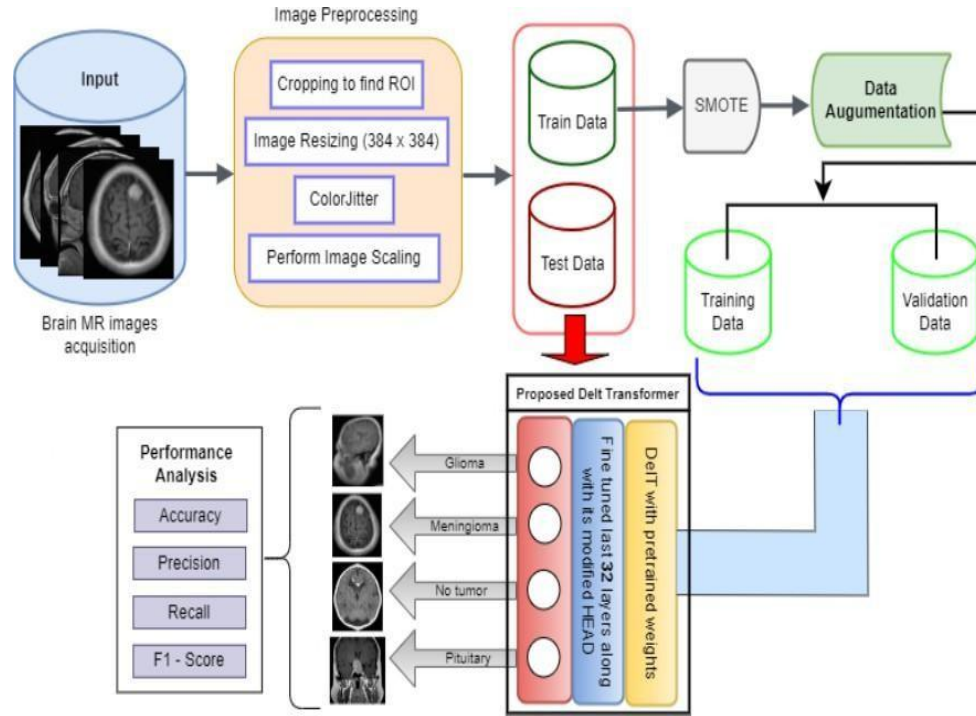 Image Preprocessing
Input
Cropping to find ROI
Image Resizing (384 x 384)
ColorJitter
Perform Image Scaling
Brain MR images
acquisition
Train Data
Test Data
SMOTE
Data
Augumentation
Training
Data
Validation
Data
Proposed DeIt Transformer
DeIT with pretrained weights
Fine tuned last 32 layers along
with its modified HEAD
Glioma
Meningioma
No tumor
Pituitary
Performance
Analysis
Accuracy
Precision
Recall
F1 - Score